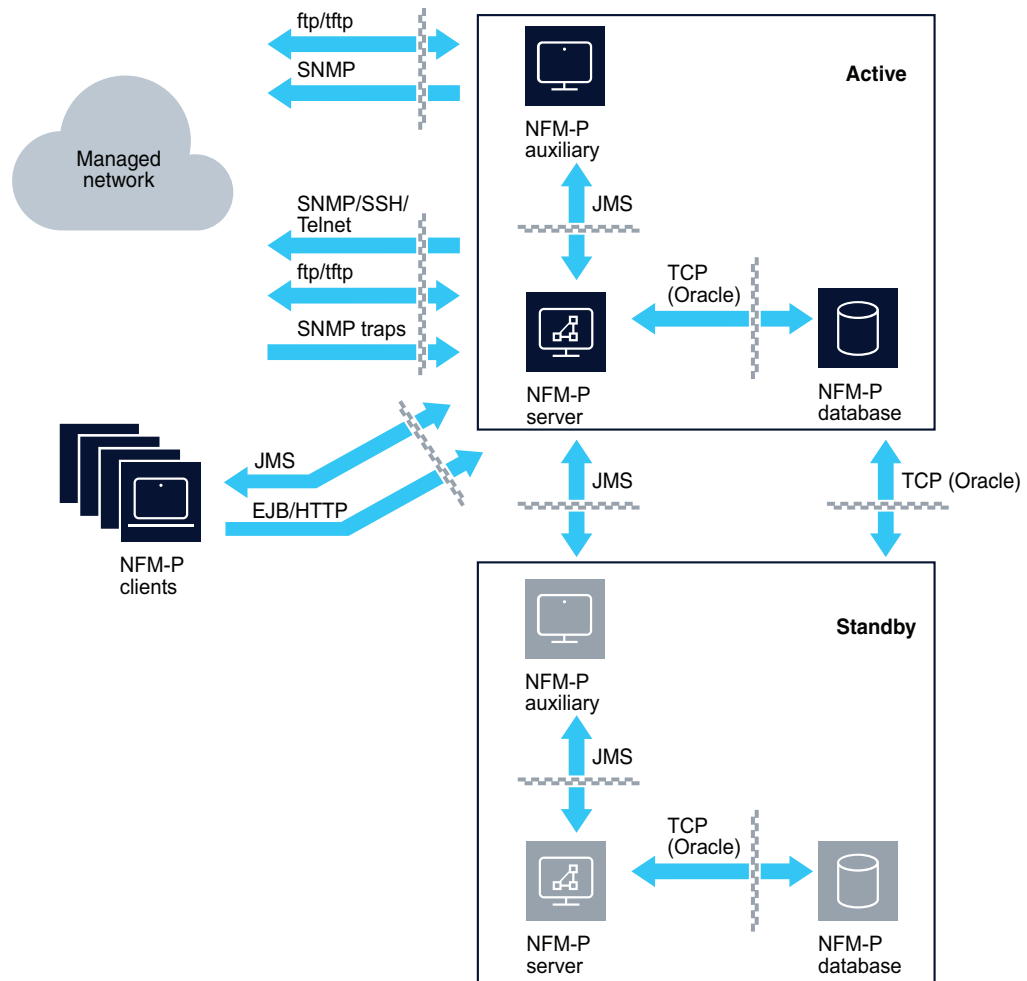 ftp/tftp
SNMP
Active
NFM-P
auxiliary
Managed
network
SNMP/SSH/
Telnet
JMS
ftp/tftp
TCP
(Oracle)
SNMP traps
NFM-P
server
NFM-P
database
JMS
EJB/HTTP
NFM-P
clients
JMS
TCP (Oracle)
Standby
NFM-P
auxiliary
JMS
TCP
(Oracle)
NFM-P
server
NFM-P
database